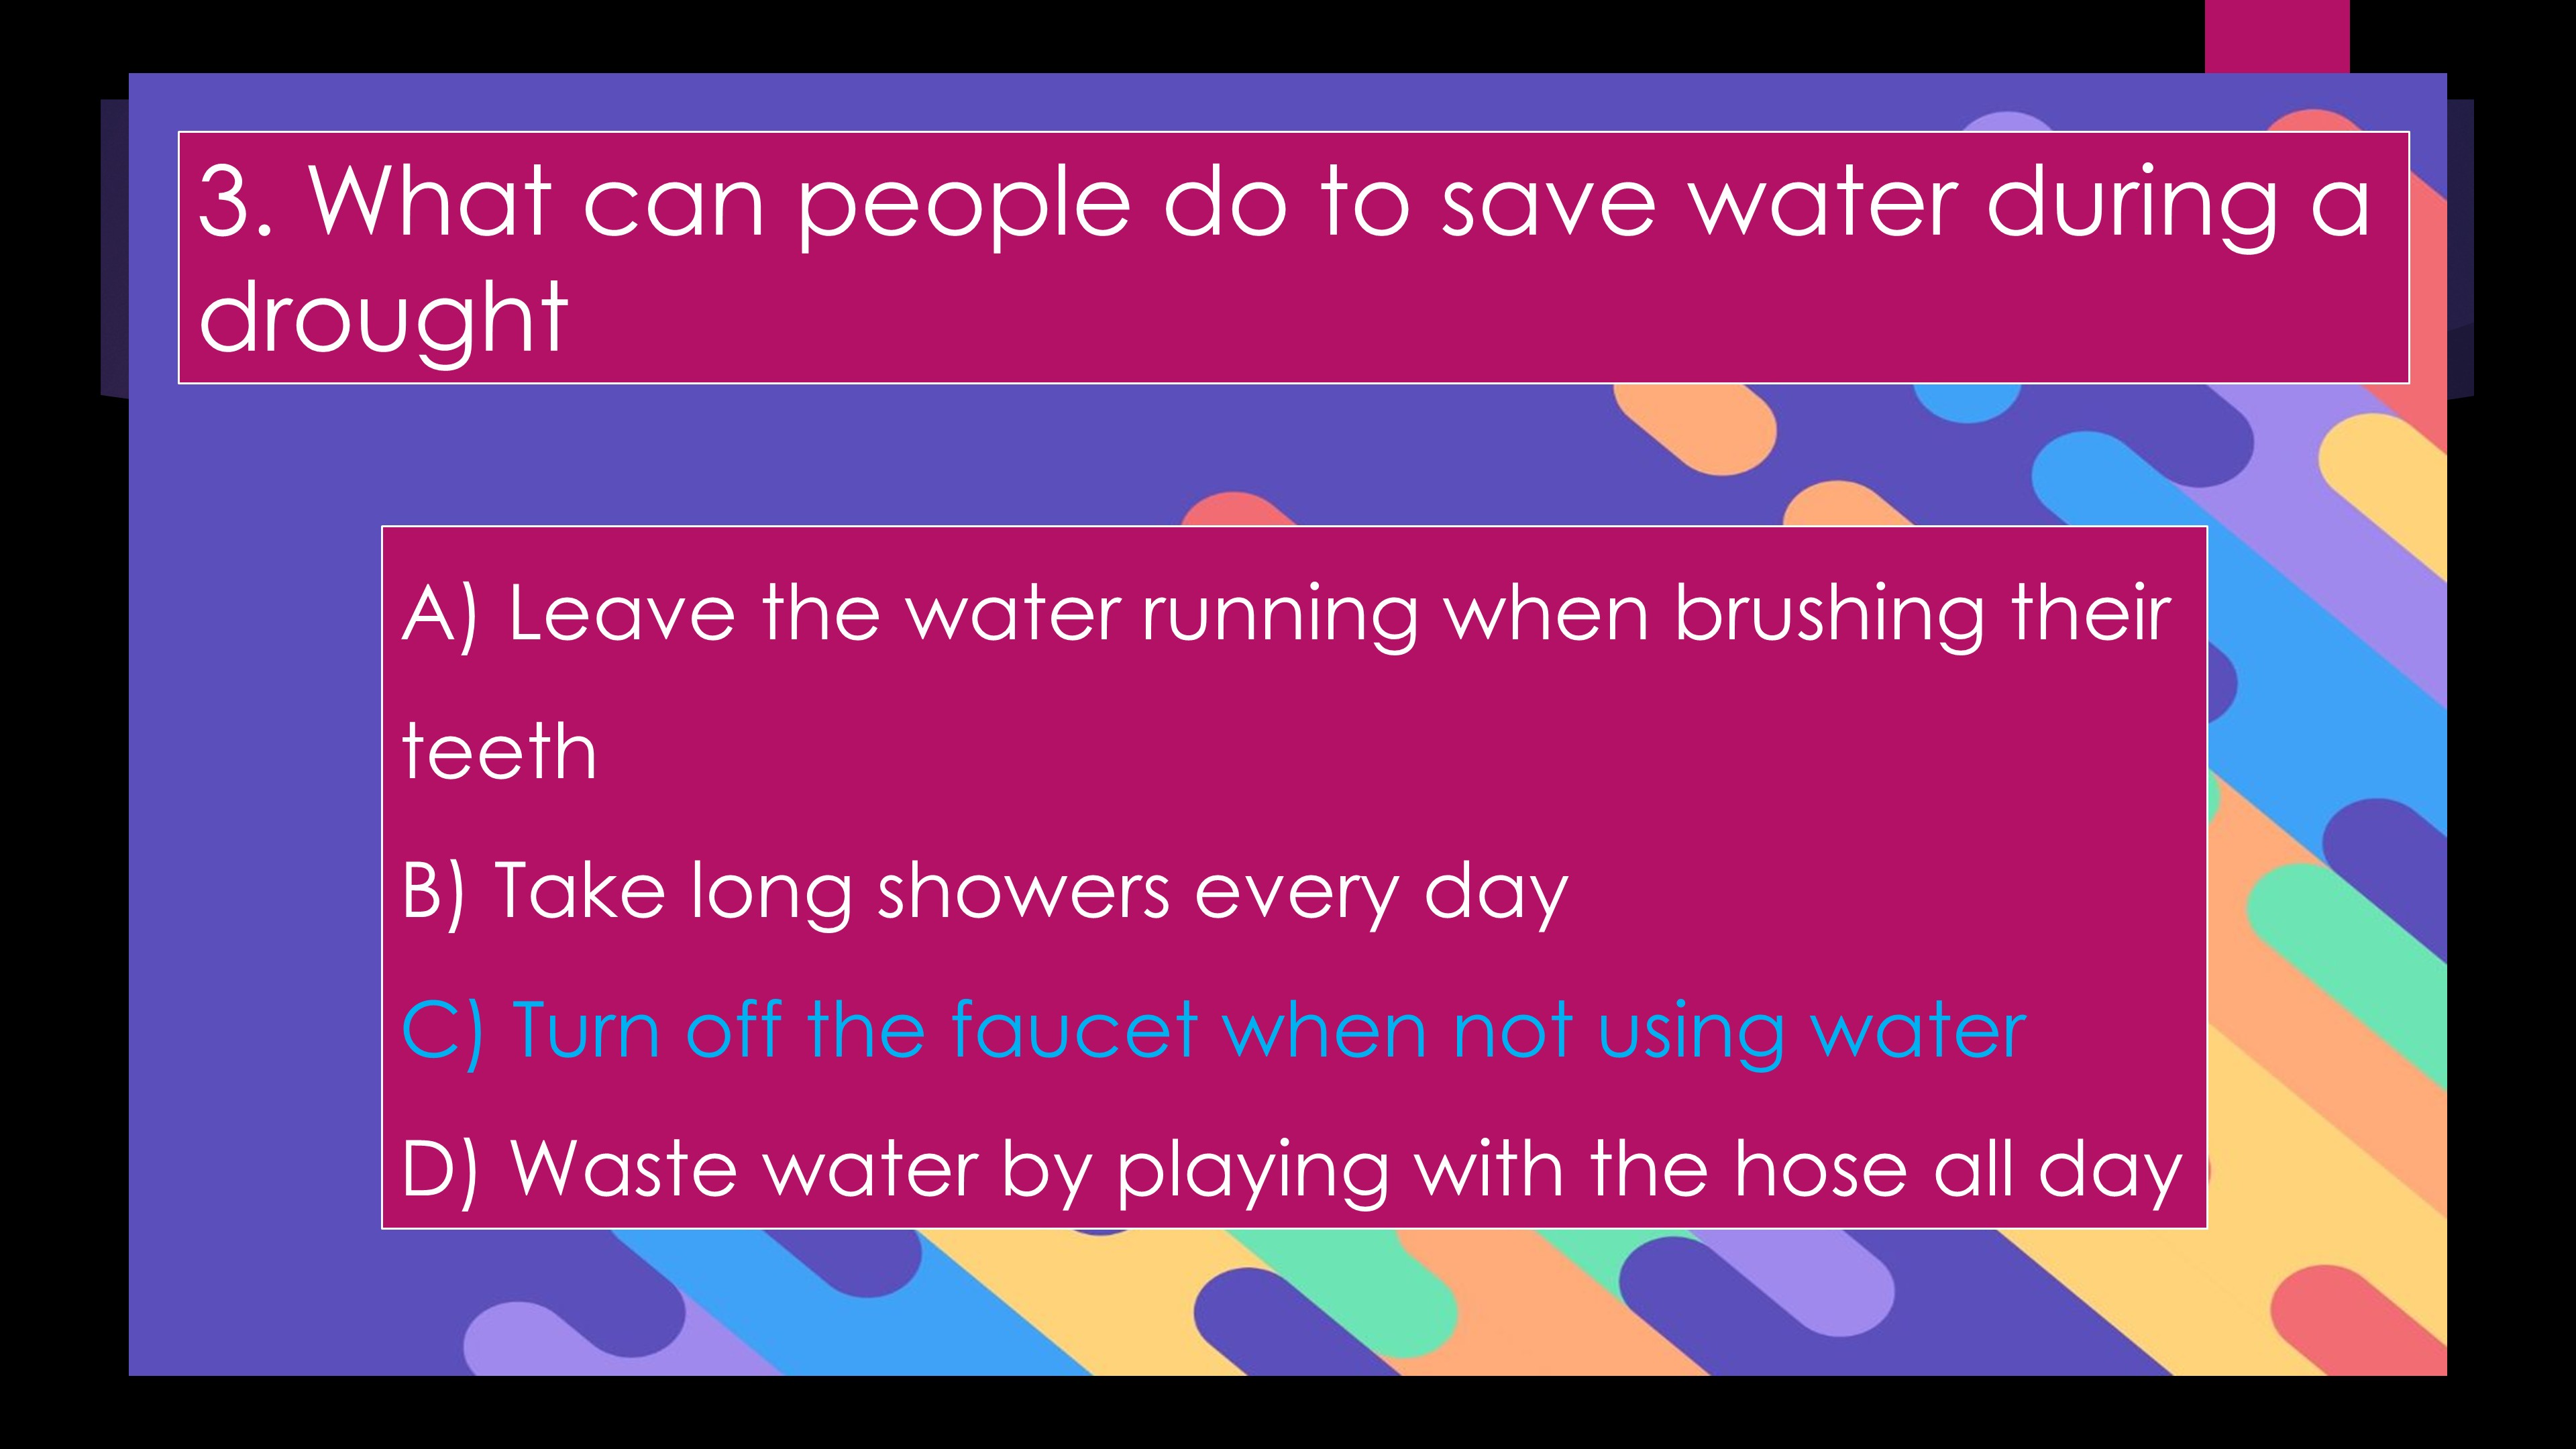 3. What can people do to save water during a
drought
A) Leave the water running when brushing their
teeth
B) Take long showers every day
C) Turn off the faucet when not using water
D) Waste water by playing with the hose all day